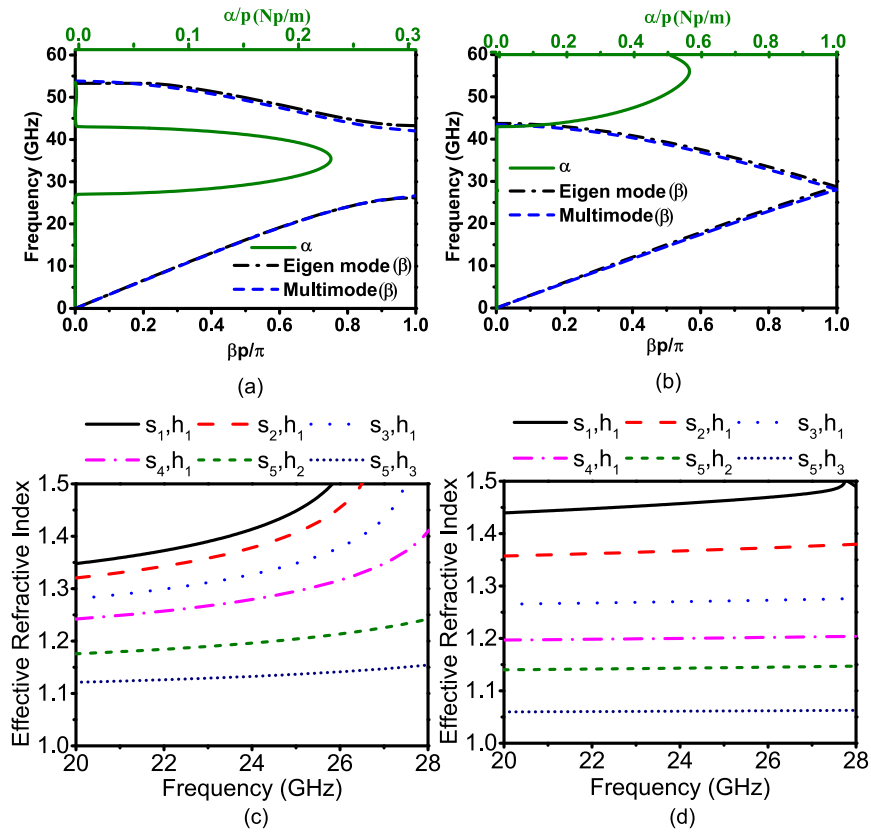 α/p (Np/m)
0.0 0.1 0.2 0.3
60
50
40
30
20
10
0
Frequency (GHz)
α
Eigen mode (β)
Multimode (β)
0.0 0.2 0.4 0.6 0.8 1.0
βp/π
(a)
α/p (Np/m)
0.0 0.2 0.4 0.6 0.8 1.0
60
50
40
30
20
10
0
Frequency (GHz)
α
Eigen mode (β)
Multimode (β)
0.0 0.2 0.4 0.6 0.8 1.0
βp/π
(b)
s₁,h₁ s₂,h₁ s₃,h₁
s₄,h₁ s₅,h₂ s₅,h₃
1.5
1.4
1.3
1.2
1.1
1.0
Effective Refractive Index
20 22 24 26 28
Frequency (GHz)
(c)
s₁,h₁ s₂,h₁ s₃,h₁
s₄,h₁ s₅,h₂ s₅,h₃
1.5
1.4
1.3
1.2
1.1
1.0
Effective Refractive Index
20 22 24 26 28
Frequency (GHz)
(d)